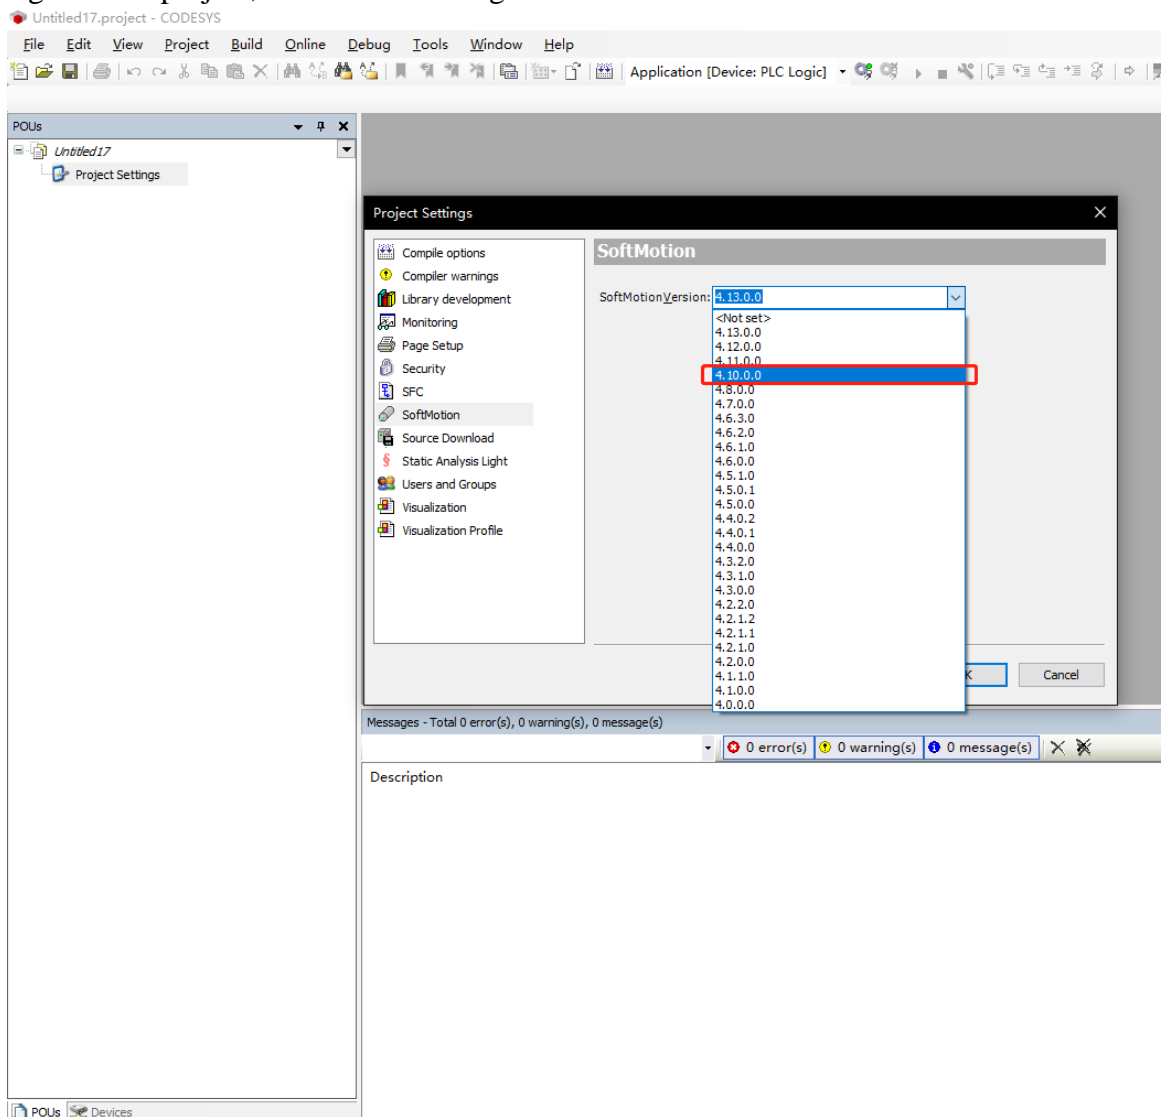 Untitled17.project - CODESYS
File Edit View Project Build Online Debug Tools Window Help
Application [Device: PLC Logic]
POUs
Untitled17
Project Settings
Project Settings
Compile options
Compiler warnings
Library development
Monitoring
Page Setup
Security
SFC
SoftMotion
Source Download
Static Analysis Light
Users and Groups
Visualization
Visualization Profile
SoftMotion
SoftMotionVersion: 4.13.0.0
<Not set>
4.13.0.0
4.12.0.0
4.11.0.0
4.10.0.0
4.8.0.0
4.7.0.0
4.6.3.0
4.6.2.0
4.6.1.0
4.6.0.0
4.5.1.0
4.5.0.1
4.5.0.0
4.4.0.2
4.4.0.1
4.4.0.0
4.3.2.0
4.3.1.0
4.3.0.0
4.2.2.0
4.2.1.2
4.2.1.1
4.2.1.0
4.2.0.0
4.1.1.0
4.1.0.0
4.0.0.0
K Cancel
Messages - Total 0 error(s), 0 warning(s), 0 message(s)
0 error(s) 0 warning(s) 0 message(s)
Description
POUs Devices